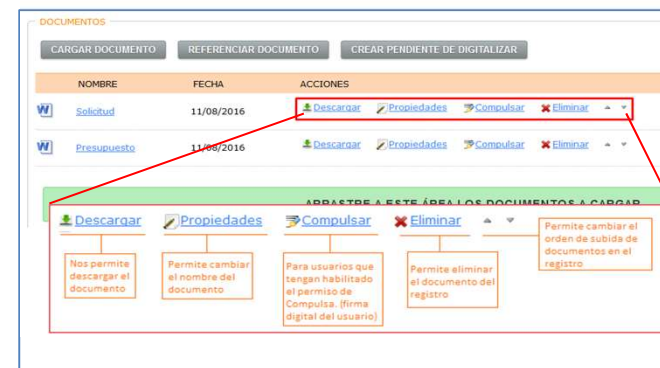 DOCUMENTOS
CARGAR DOCUMENTO REFERENCIAR DOCUMENTO CREAR PENDIENTE DE DIGITALIZAR
NOMBRE FECHA ACCIONES
Solicitud 11/08/2016 Descargar Propiedades Compulsar Eliminar
Presupuesto 11/08/2016 Descargar Propiedades Compulsar Eliminar
ARRASTRE A ESTE ÁREA LOS DOCUMENTOS A CARGAR
Descargar Propiedades Compulsar Eliminar
Nos permite
descargar el
documento
Permite cambiar
el nombre del
documento
Para usuarios que
tengan habilitado
el permiso de
Compulsa. (firma
digital del usuario)
Permite eliminar
el documento del
registro
Permite cambiar el
orden de subida de
documentos en el
registro